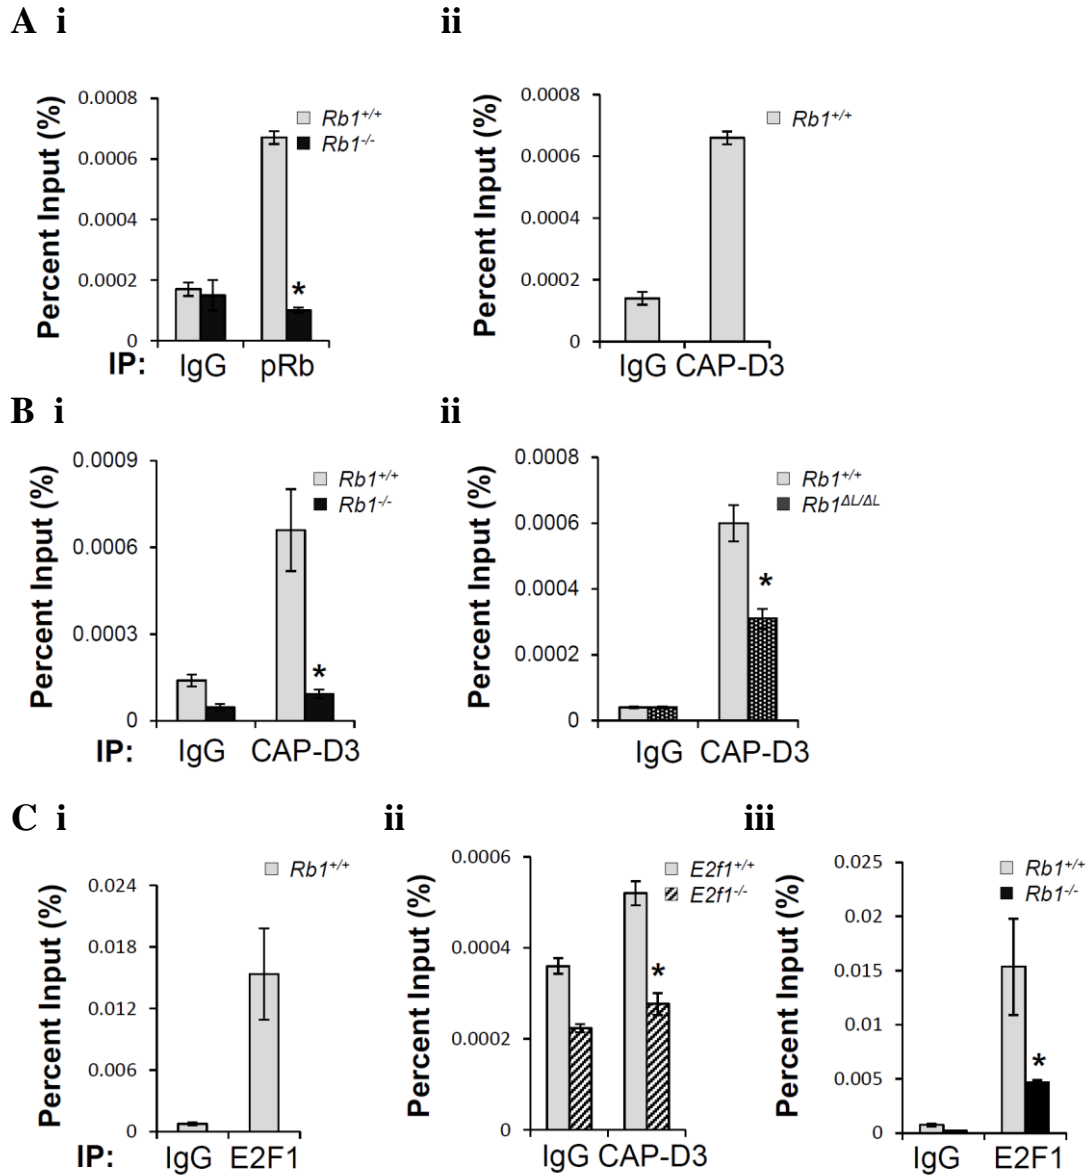 A i
Percent Input (%)
0.0008
0.0006
0.0004
0.0002
0
Rb1+/+
Rb1-/-
*
IP: IgG pRb
ii
Percent Input (%)
0.0008
0.0006
0.0004
0.0002
0
Rb1+/+
IgG CAP-D3
B i
Percent Input (%)
0.0009
0.0006
0.0003
0
Rb1+/+
Rb1-/-
*
IP: IgG CAP-D3
ii
Percent Input (%)
0.0008
0.0006
0.0004
0.0002
0
Rb1+/+
Rb1ΔL/ΔL
*
IgG CAP-D3
C i
Percent Input (%)
0.024
0.018
0.012
0.006
0
Rb1+/+
IP: IgG E2F1
ii
Percent Input (%)
0.0006
0.0004
0.0002
0
E2f1+/+
E2f1-/-
*
IgG CAP-D3
iii
Percent Input (%)
0.025
0.02
0.015
0.01
0.005
0
Rb1+/+
Rb1-/-
*
IgG E2F1